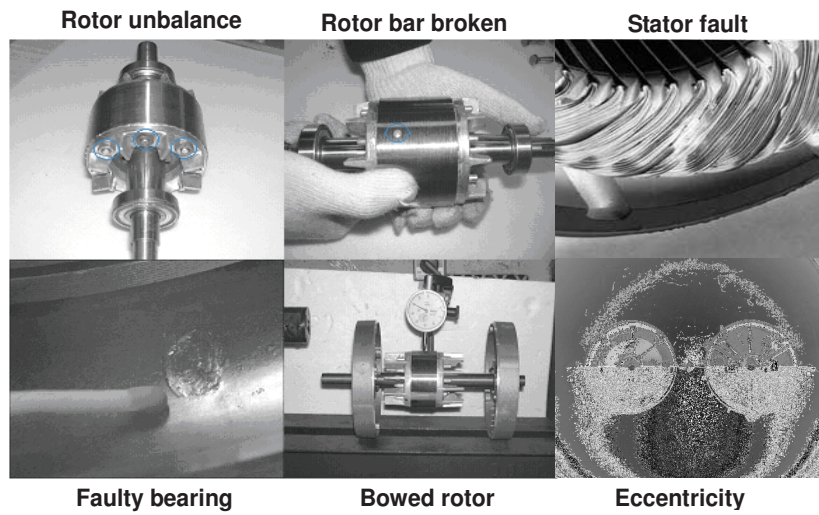 Rotor unbalance
Rotor bar broken
Stator fault
Faulty bearing
Bowed rotor
Eccentricity